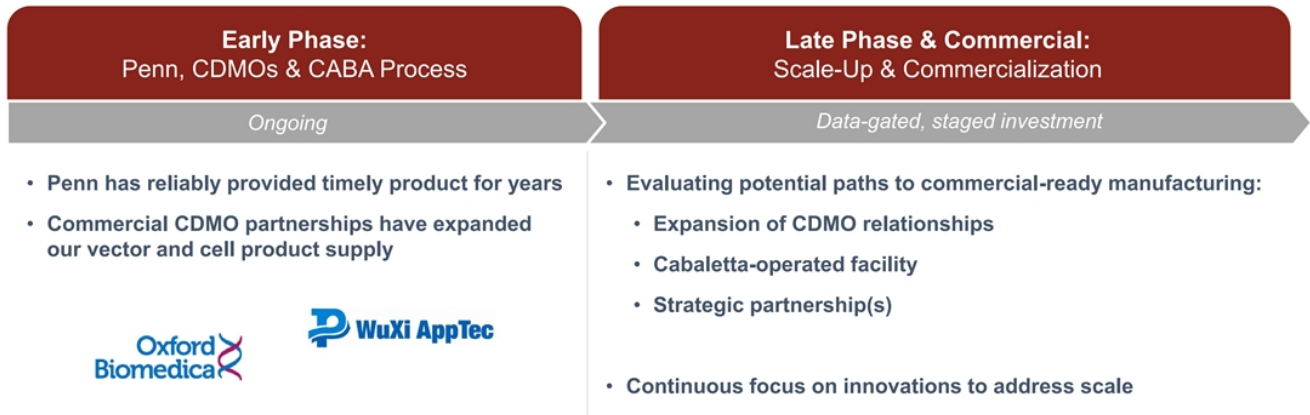 Early Phase:
Penn, CDMOs & CABA Process
Ongoing
• Penn has reliably provided timely product for years
• Commercial CDMO partnerships have expanded
our vector and cell product supply
Oxford
Biomedica
WuXi AppTec
Late Phase & Commercial:
Scale-Up & Commercialization
Data-gated, staged investment
• Evaluating potential paths to commercial-ready manufacturing:
• Expansion of CDMO relationships
• Cabaletta-operated facility
• Strategic partnership(s)
• Continuous focus on innovations to address scale